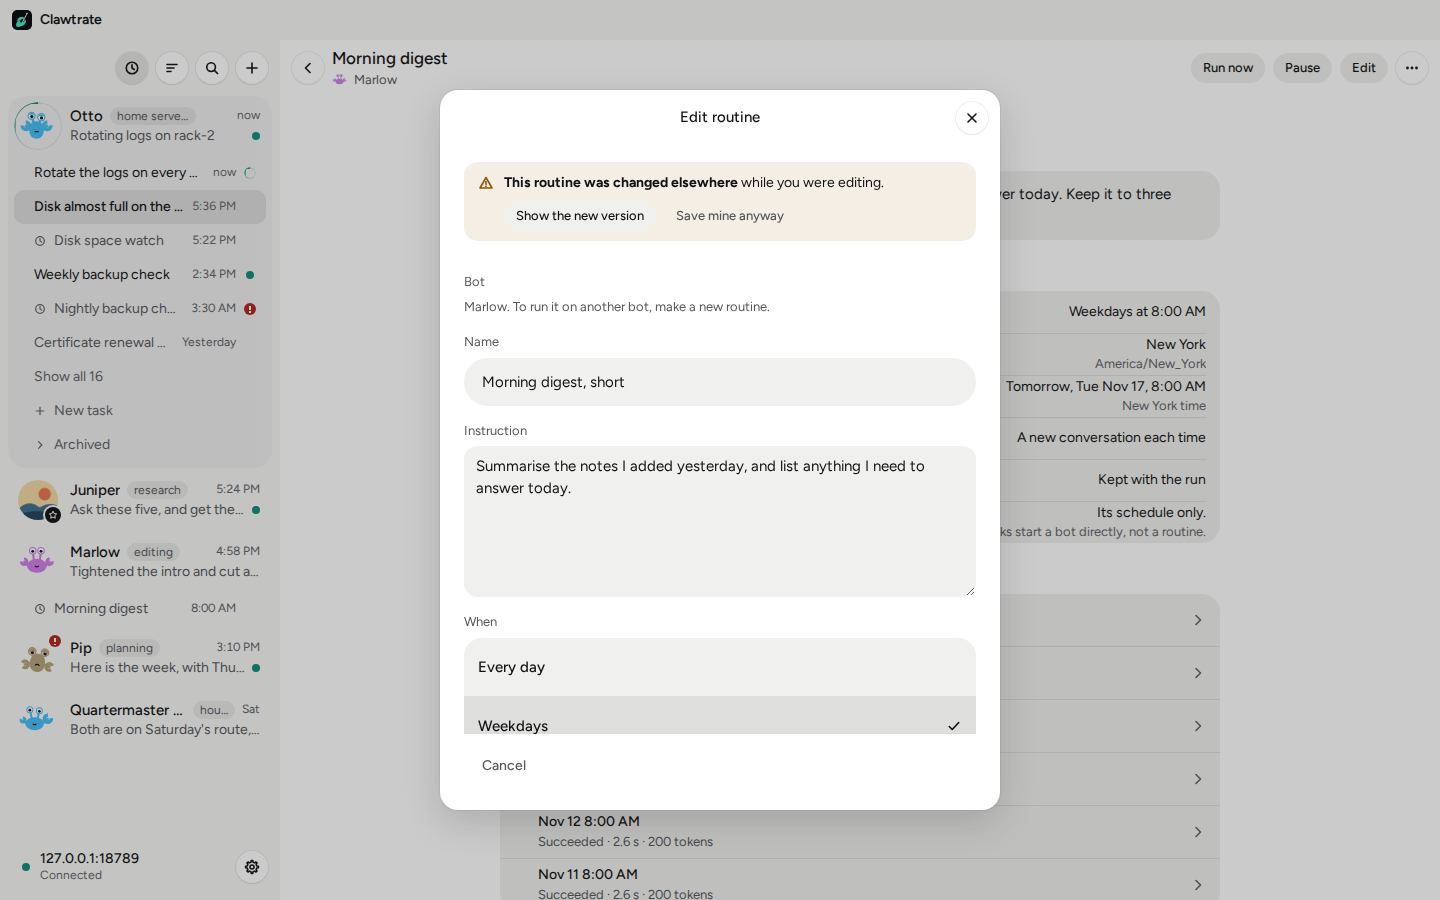 Clawtrate
Otto
home serve...
now
Rotating logs on rack-2
Rotate the logs on every ...
now
Disk almost full on the ...
5:36 PM
Disk space watch
5:22 PM
Weekly backup check
2:34 PM
Nightly backup ch...
3:30 AM
Certificate renewal ...
Yesterday
Show all 16
New task
Archived
Juniper
research
5:24 PM
Ask these five, and get the...
Marlow
editing
4:58 PM
Tightened the intro and cut a...
Morning digest
8:00 AM
Pip
planning
3:10 PM
Here is the week, with Thu...
Quartermaster ...
hou...
Sat
Both are on Saturday's route,...
127.0.0.1:18789
Connected
Morning digest
Marlow
Run now
Pause
Edit
Edit routine
This routine was changed elsewhere while you were editing.
Show the new version
Save mine anyway
Bot
Marlow. To run it on another bot, make a new routine.
Name
Morning digest, short
Instruction
Summarise the notes I added yesterday, and list anything I need to
answer today.
When
Every day
Weekdays
Cancel
er today. Keep it to three
Weekdays at 8:00 AM
New York
America/New_York
Tomorrow, Tue Nov 17, 8:00 AM
New York time
A new conversation each time
Kept with the run
Its schedule only.
ks start a bot directly, not a routine.
Nov 12 8:00 AM
Succeeded · 2.6 s · 200 tokens
Nov 11 8:00 AM
Succeeded · 2.6 s · 200 tokens